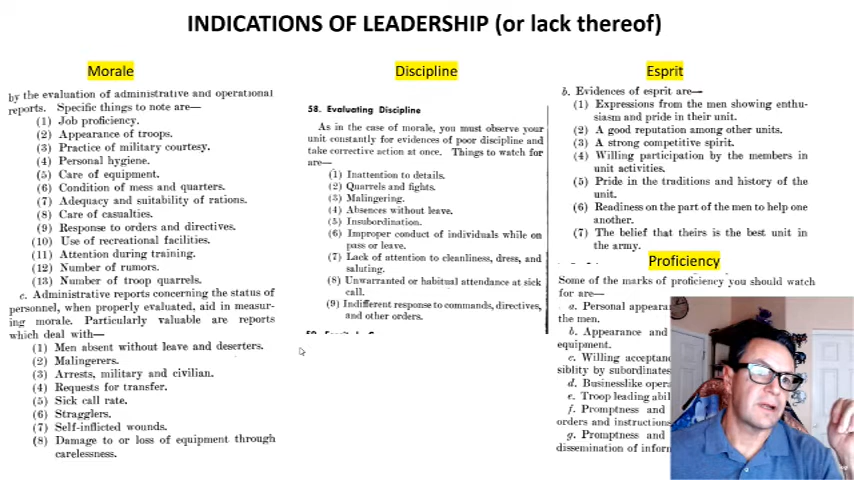 INDICATIONS OF LEADERSHIP (or lack thereof)
Morale
by the evaluation of administrative and operational
reports. Specific things to note are—
(1) Job proficiency.
(2) Appearance of troops.
(3) Practice of military courtesy.
(4) Personal hygiene.
(5) Care of equipment.
(6) Condition of mess and quarters.
(7) Adequacy and suitability of rations.
(8) Care of casualties.
(9) Response to orders and directives.
(10) Use of recreational facilities.
(11) Attention during training.
(12) Number of rumors.
(13) Number of troop quarrels.
c. Administrative reports concerning the status of
personnel, when properly evaluated, aid in measur-
ing morale. Particularly valuable are reports
which deal with—
(1) Men absent without leave and deserters.
(2) Malingerers.
(3) Arrests, military and civilian.
(4) Requests for transfer.
(5) Sick call rate.
(6) Stragglers.
(7) Self-inflicted wounds.
(8) Damage to or loss of equipment through
carelessness.
Discipline
58. Evaluating Discipline
As in the case of morale, you must observe your
unit constantly for evidences of poor discipline and
take corrective action at once. Things to watch for
are—
(1) Inattention to details.
(2) Quarrels and fights.
(3) Malingering.
(4) Absences without leave.
(5) Insubordination.
(6) Improper conduct of individuals while on
pass or leave.
(7) Lack of attention to cleanliness, dress, and
saluting.
(8) Unwarranted or habitual attendance at sick
call.
(9) Indifferent response to commands, directives,
and other orders.
Esprit
b. Evidences of esprit are—
(1) Expressions from the men showing enthu-
siasm and pride in their unit.
(2) A good reputation among other units.
(3) A strong competitive spirit.
(4) Willing participation by the members in
unit activities.
(5) Pride in the traditions and history of the
unit.
(6) Readiness on the part of the men to help one
another.
(7) The belief that theirs is the best unit in
the army.
Proficiency
Some of the marks of proficiency you should watch
for are—
a. Personal appear
the men.
b. Appearance and
equipment.
c. Willing acceptanc
siblity by subordinates
d. Businesslike oper
e. Troop leading abil
f. Promptness and
orders and instructions
g. Promptness and
dissemination of inform